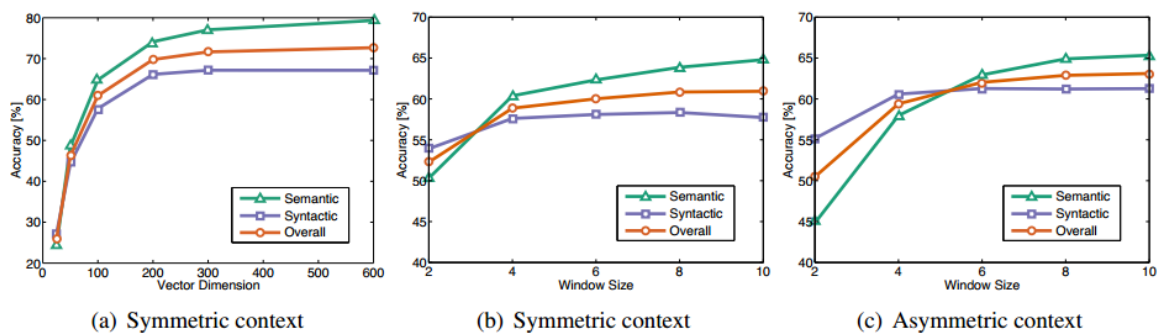 80
70
60
50
40
30
20
Accuracy [%]
Semantic
Syntactic
Overall
0 100 200 300 400 500 600
Vector Dimension
(a) Symmetric context
70
65
60
55
50
45
40
Accuracy [%]
Semantic
Syntactic
Overall
2 4 6 8 10
Window Size
(b) Symmetric context
70
65
60
55
50
45
40
Accuracy [%]
Semantic
Syntactic
Overall
2 4 6 8 10
Window Size
(c) Asymmetric context